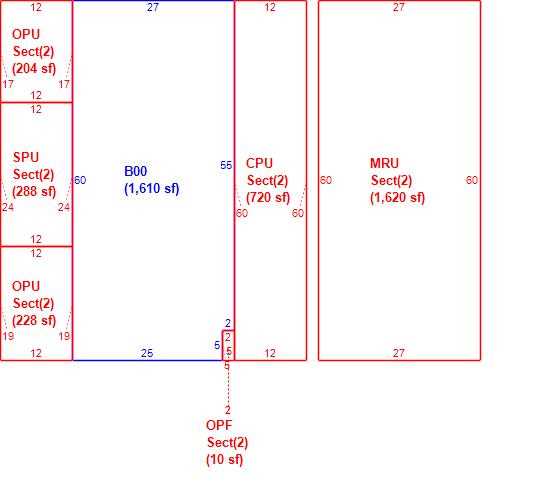 12
27
12
27
OPU
Sect(2)
(204 sf)
17
17
12
12
SPU
Sect(2)
(288 sf)
24
24
12
12
OPU
Sect(2)
(228 sf)
19
19
12
B00
(1,610 sf)
60
55
2
5
25
CPU
Sect(2)
(720 sf)
60
60
12
MRU
Sect(2)
(1,620 sf)
60
60
27
2
5
5
2
OPF
Sect(2)
(10 sf)